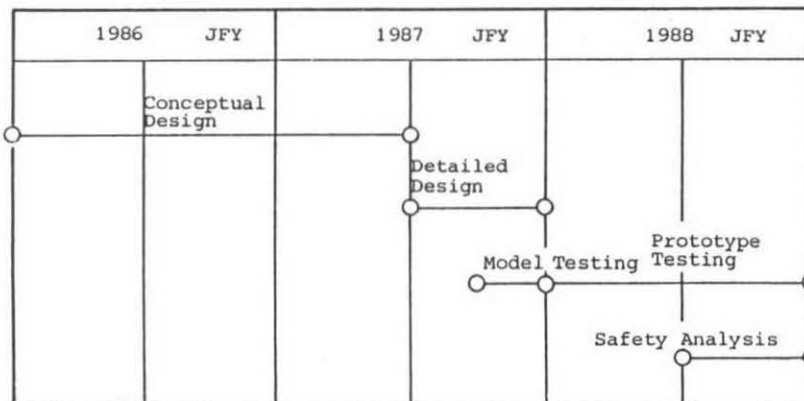 1986 JFY 1987 JFY 1988 JFY
Conceptual
Design
Detailed
Design
Prototype
Model Testing Testing
Safety Analysis